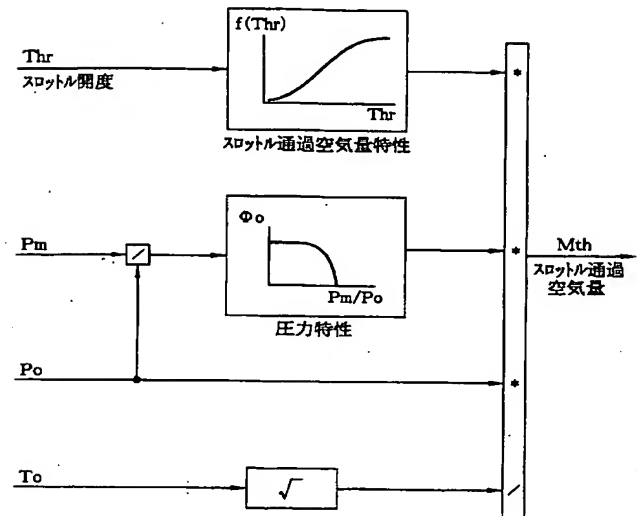 f(Thr)
Thr
スロットル開度
Thr
*
スロットル通過空気量特性
Φo
Pm
/
Pm/Po
*
Mth
スロットル通過
空気量
圧力特性
Po
*
To
√
/